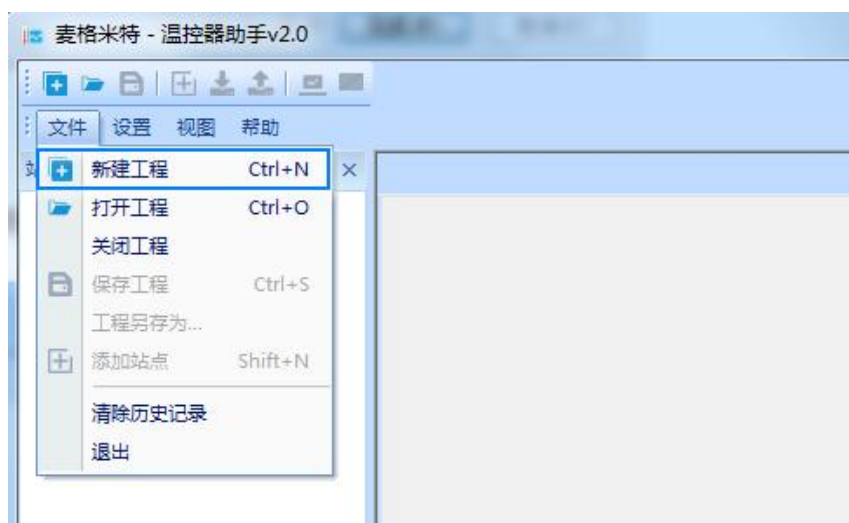 麦格米特 - 温控器助手v2.0
文件 设置 视图 帮助
新建工程 Ctrl+N
打开工程 Ctrl+O
关闭工程
保存工程 Ctrl+S
工程另存为...
添加站点 Shift+N
清除历史记录
退出